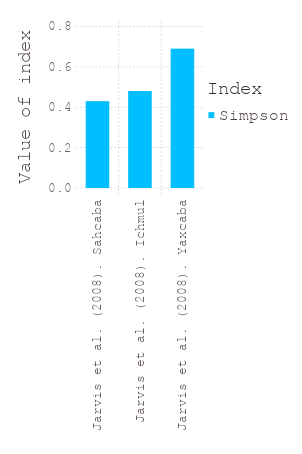 Value of index
0.8
0.6
0.4
0.2
0.0
Jarvis et al. (2008). Sahcaba
Jarvis et al. (2008). Ichmul
Jarvis et al. (2008). Yaxcaba
Index
Simpson